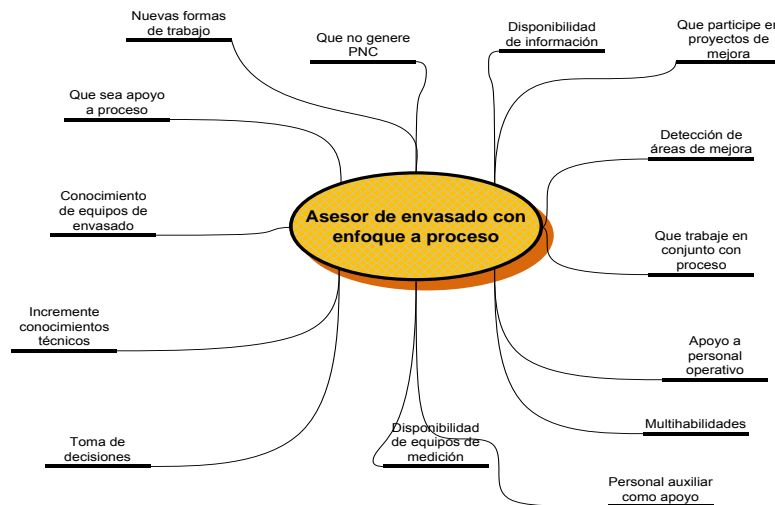 Nuevas formas
de trabajo
Que no genere
PNC
Disponibilidad
de información
Que participe en
proyectos de
mejora
Que sea apoyo
a proceso
Detección de
áreas de mejora
Conocimiento
de equipos de
envasado
Asesor de envasado con
enfoque a proceso
Que trabaje en
conjunto con
proceso
Incremente
conocimientos
técnicos
Apoyo a
personal
operativo
Toma de
decisiones
Disponibilidad
de equipos de
medición
Multihabilidades
Personal auxiliar
como apoyo